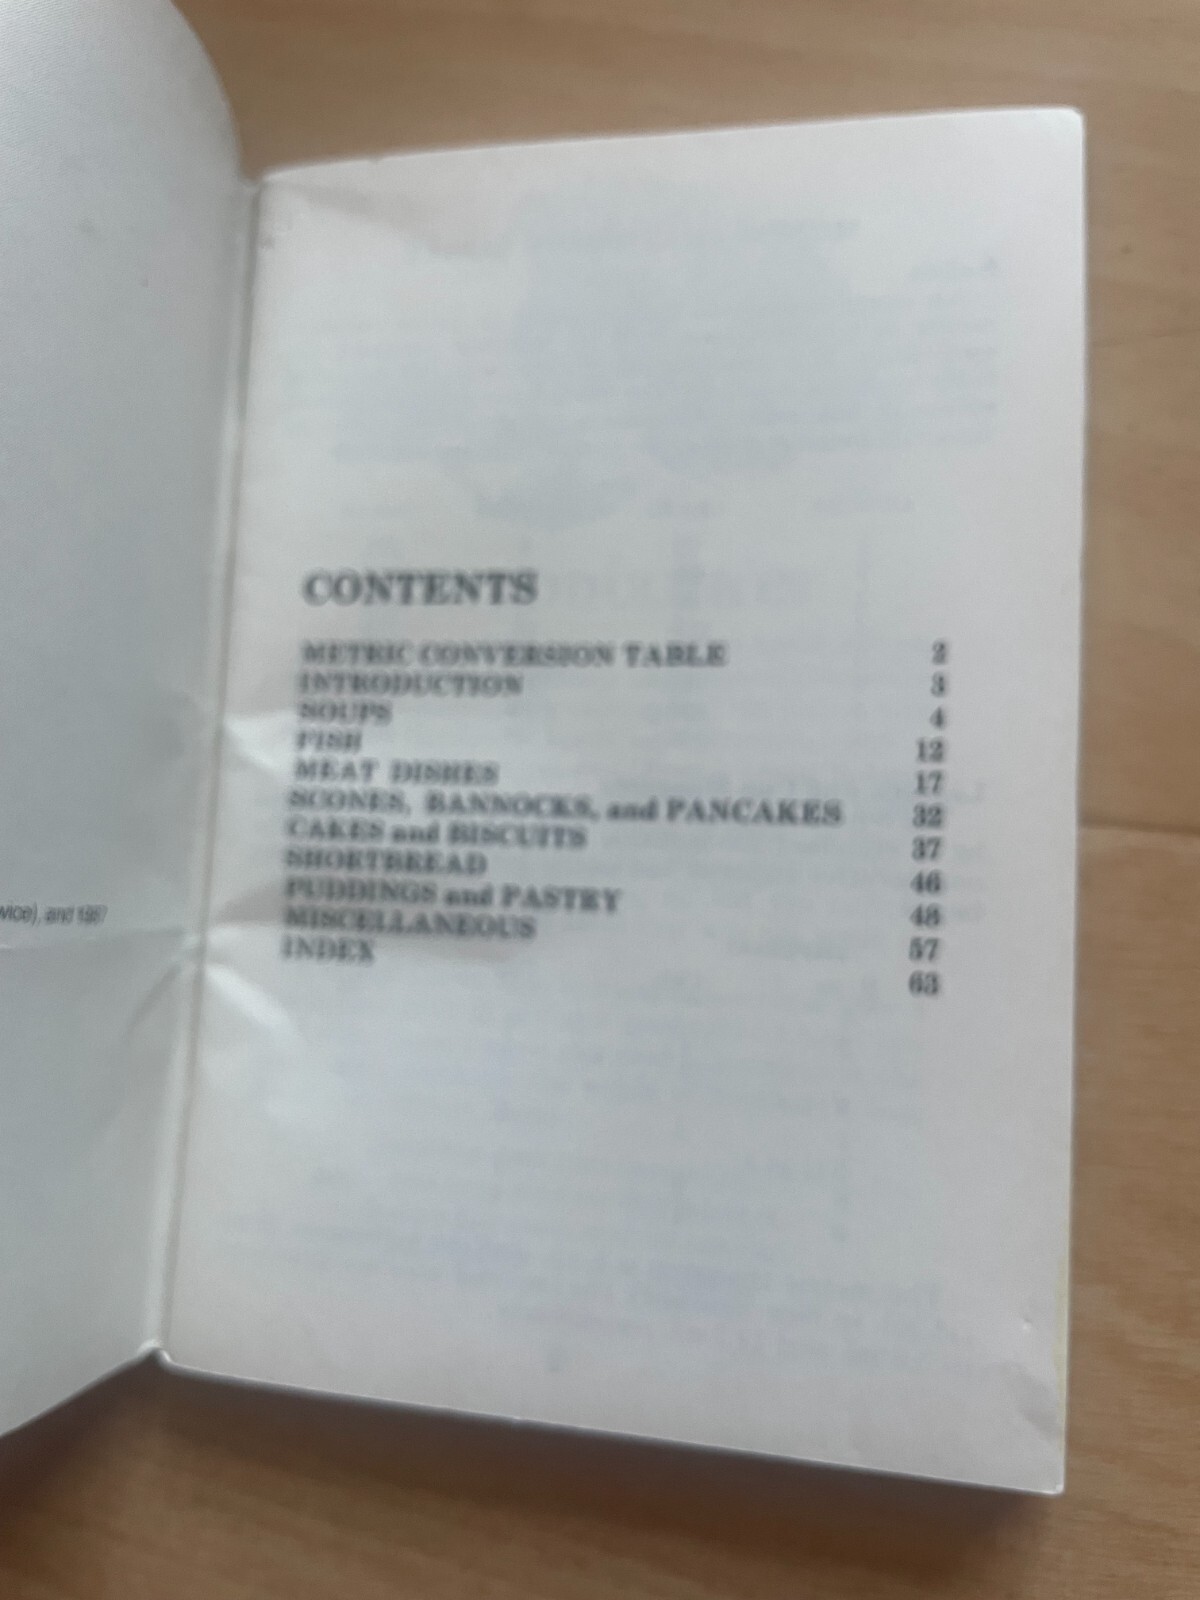 CONTENTS
METRIC CONVERSION TABLE 2
INTRODUCTION 3
SOUPS 4
FISH 12
MEAT DISHES 17
SCONES, BANNOCKS, and PANCAKES 32
CAKES and BISCUITS 37
SHORTBREAD 46
PUDDINGS and PASTRY 48
MISCELLANEOUS 57
INDEX 63
wice), and 1987